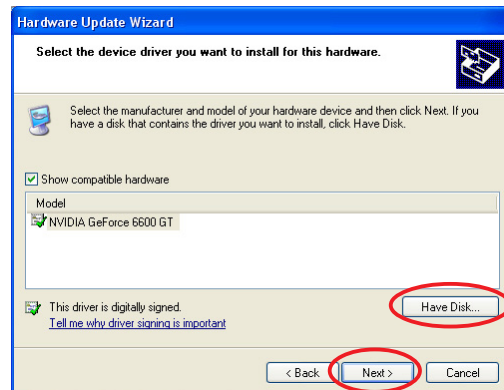 Hardware Update Wizard
Select the device driver you want to install for this hardware.
Select the manufacturer and model of your hardware device and then click Next. If you
have a disk that contains the driver you want to install, click Have Disk.
Show compatible hardware
Model
NVIDIA GeForce 6600 GT
This driver is digitally signed.
Have Disk...
Tell me why driver signing is important
< Back
Next >
Cancel